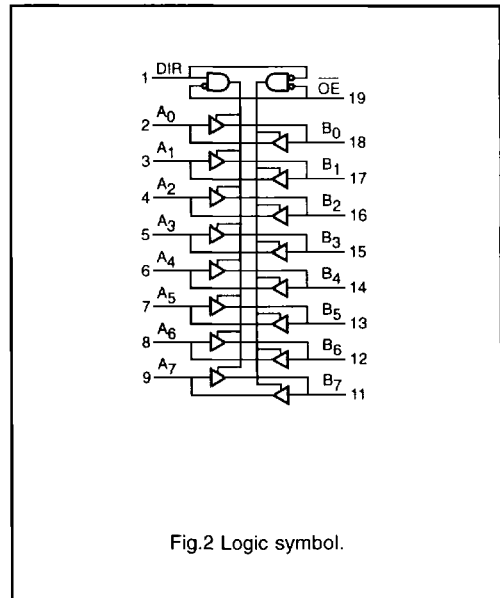 1 DIR
OE
19
2 A0
B0 18
3 A1
B1 17
4 A2
B2 16
5 A3
B3 15
6 A4
B4 14
7 A5
B5 13
8 A6
B6 12
9 A7
B7 11
Fig.2 Logic symbol.